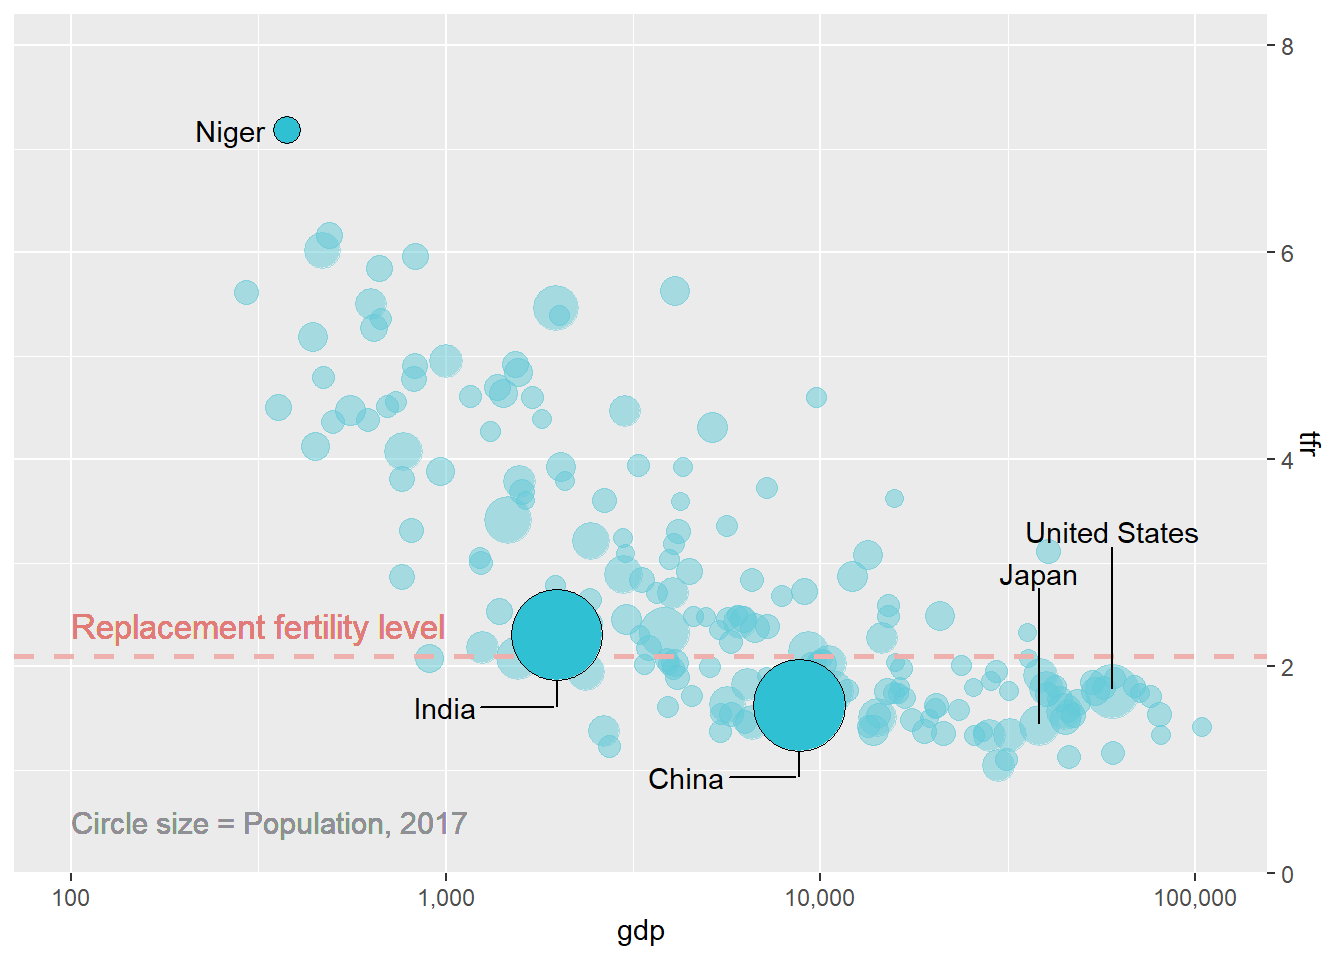 8
Niger
6
4
tfr
United States
Japan
Replacement fertility level
2
India
China
Circle size = Population, 2017
0
100
1,000
10,000
100,000
gdp